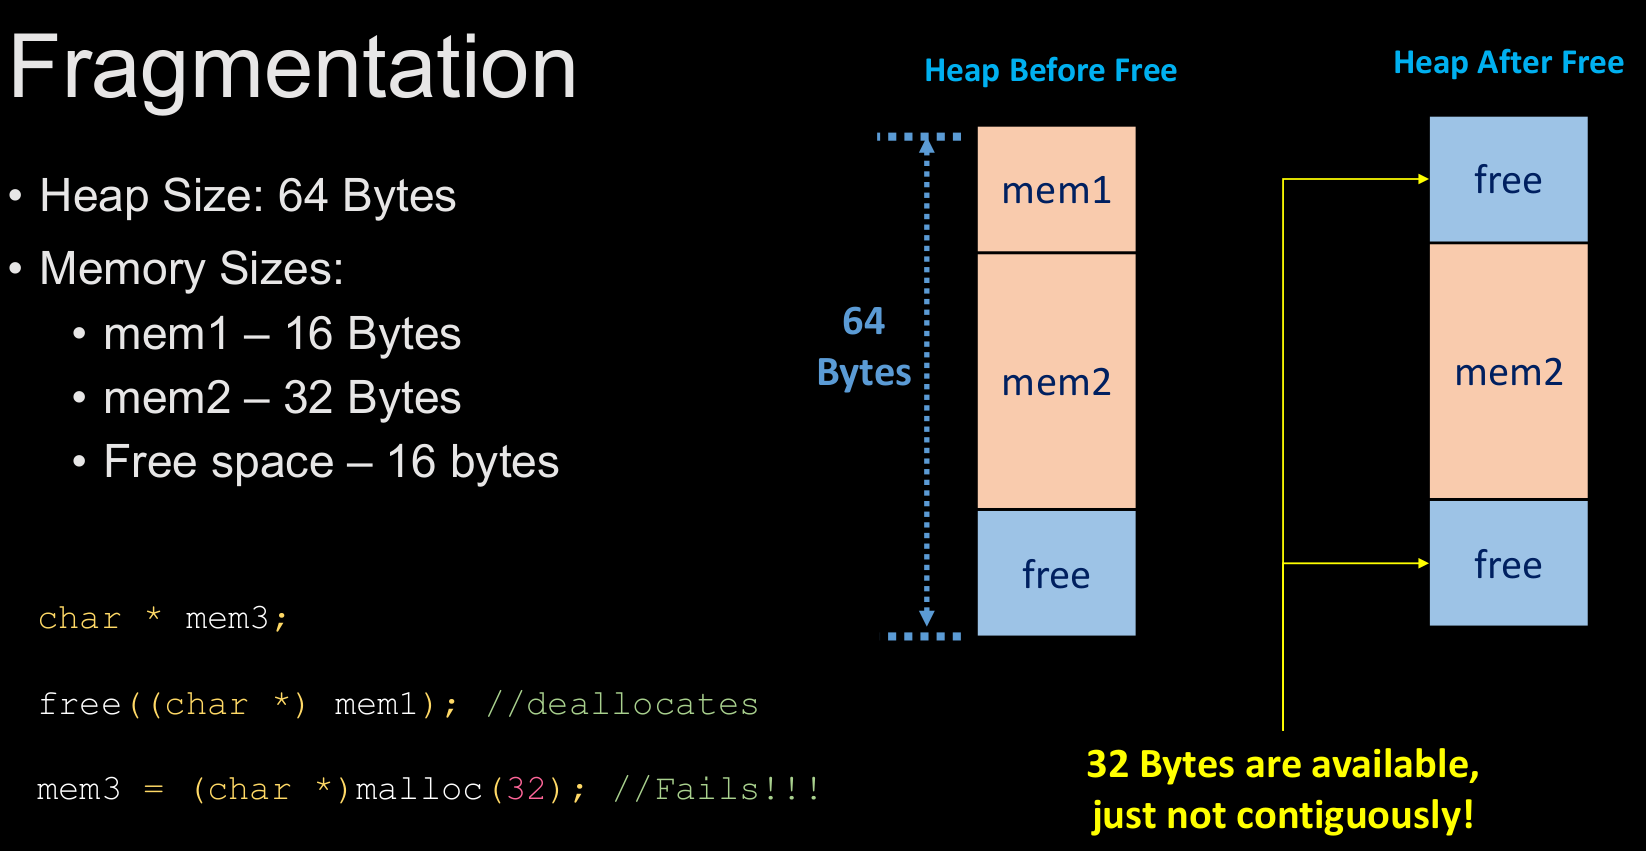 Fragmentation
• Heap Size: 64 Bytes
• Memory Sizes:
• mem1 – 16 Bytes
• mem2 – 32 Bytes
• Free space – 16 bytes
char * mem3;
free((char *) mem1); //deallocates
mem3 = (char *)malloc(32); //Fails!!!
Heap Before Free
64
Bytes
mem1
mem2
free
Heap After Free
free
mem2
free
32 Bytes are available,
just not contiguously!